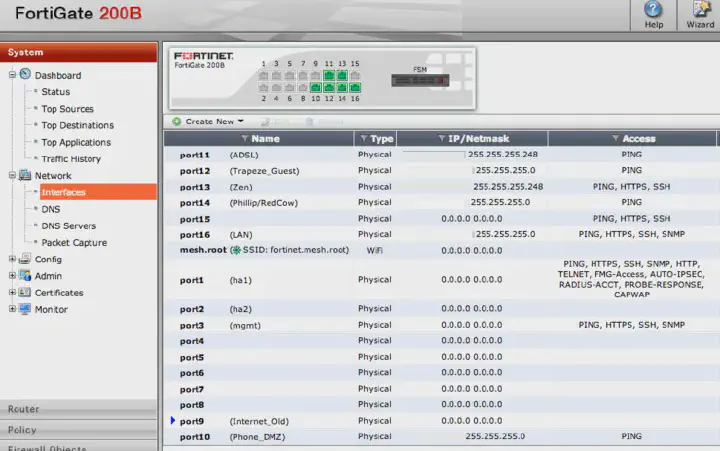 FortiGate 200B
Help
Wizard
System
Dashboard
Status
Top Sources
Top Destinations
Top Applications
Traffic History
Network
Interfaces
DNS
DNS Servers
Packet Capture
Config
Admin
Certificates
Monitor
Router
Policy
Firewall Objects
FORTINET
FortiGate 200B
1 3 5 7 9 11 13 15
2 4 6 8 10 12 14 16
FSM
Create New
Name Type IP/Netmask Access
port11 (ADSL) Physical 255.255.255.248 PING
port12 (Trapeze_Guest) Physical 255.255.255.0 PING
port13 (Zen) Physical 255.255.255.248 PING, HTTPS, SSH
port14 (Phillip/RedCow) Physical 255.255.255.0 PING
port15 Physical 0.0.0.0 0.0.0.0 PING, HTTPS, SSH
port16 (LAN) Physical 255.255.255.0 PING, HTTPS, SSH, SNMP
mesh.root (SSID: fortinet.mesh.root) WiFi 0.0.0.0 0.0.0.0
port1 (ha1) Physical 0.0.0.0 0.0.0.0 PING, HTTPS, SSH, SNMP, HTTP,
TELNET, FMG-Access, AUTO-IPSEC,
RADIUS-ACCT, PROBE-RESPONSE,
CAPWAP
port2 (ha2) Physical 0.0.0.0 0.0.0.0
port3 (mgmt) Physical 0.0.0.0 0.0.0.0 PING, HTTPS, SSH, SNMP
port4 Physical 0.0.0.0 0.0.0.0
port5 Physical 0.0.0.0 0.0.0.0
port6 Physical 0.0.0.0 0.0.0.0
port7 Physical 0.0.0.0 0.0.0.0
port8 Physical 0.0.0.0 0.0.0.0
port9 (Internet_Old) Physical 0.0.0.0 0.0.0.0
port10 (Phone_DMZ) Physical 255.255.255.0 PING